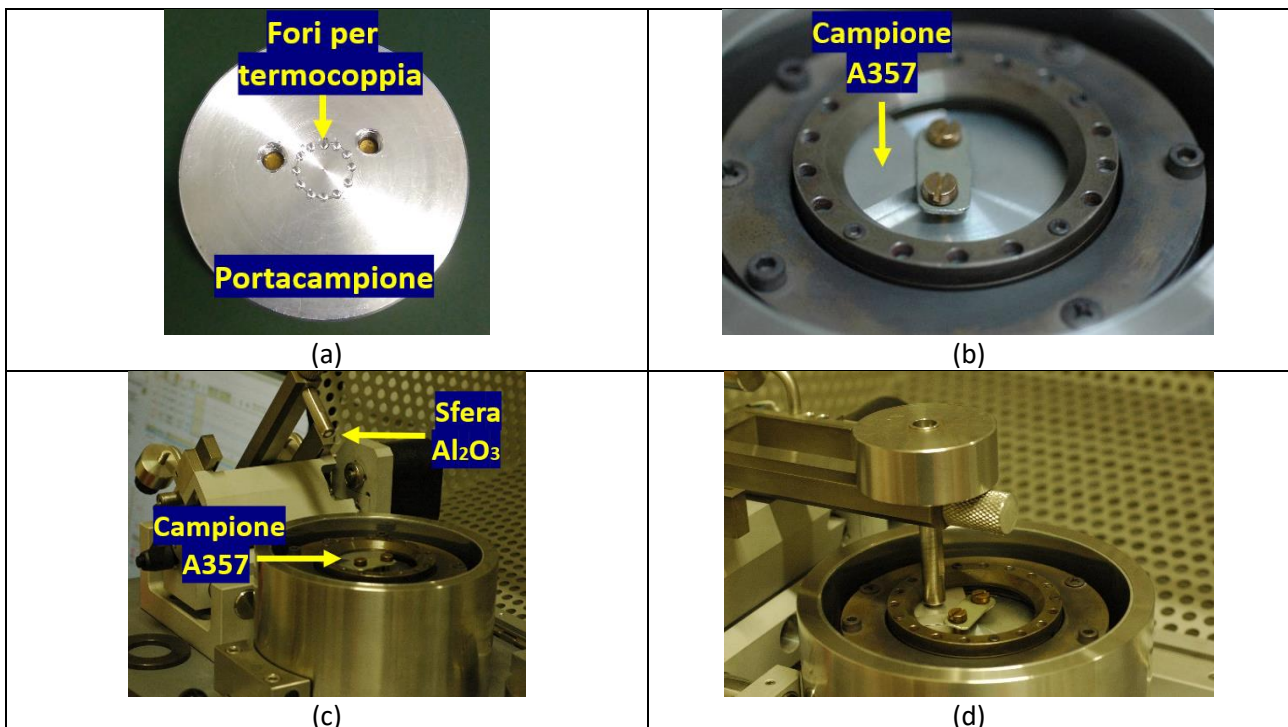 Fori per
termocoppia
Portacampione
(a)
Campione
A357
(b)
Sfera
Al₂O₃
Campione
A357
(c)
(d)